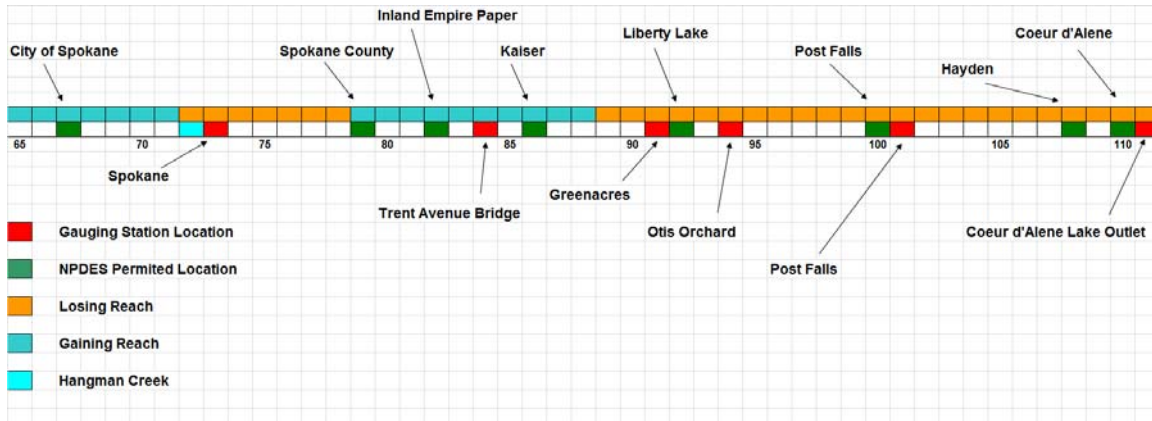 Inland Empire Paper
City of Spokane
Spokane County
Kaiser
Liberty Lake
Post Falls
Hayden
Coeur d'Alene
65
70
75
80
85
90
95
100
105
110
Spokane
Trent Avenue Bridge
Greenacres
Otis Orchard
Post Falls
Coeur d'Alene Lake Outlet
Gauging Station Location
NPDES Permited Location
Losing Reach
Gaining Reach
Hangman Creek